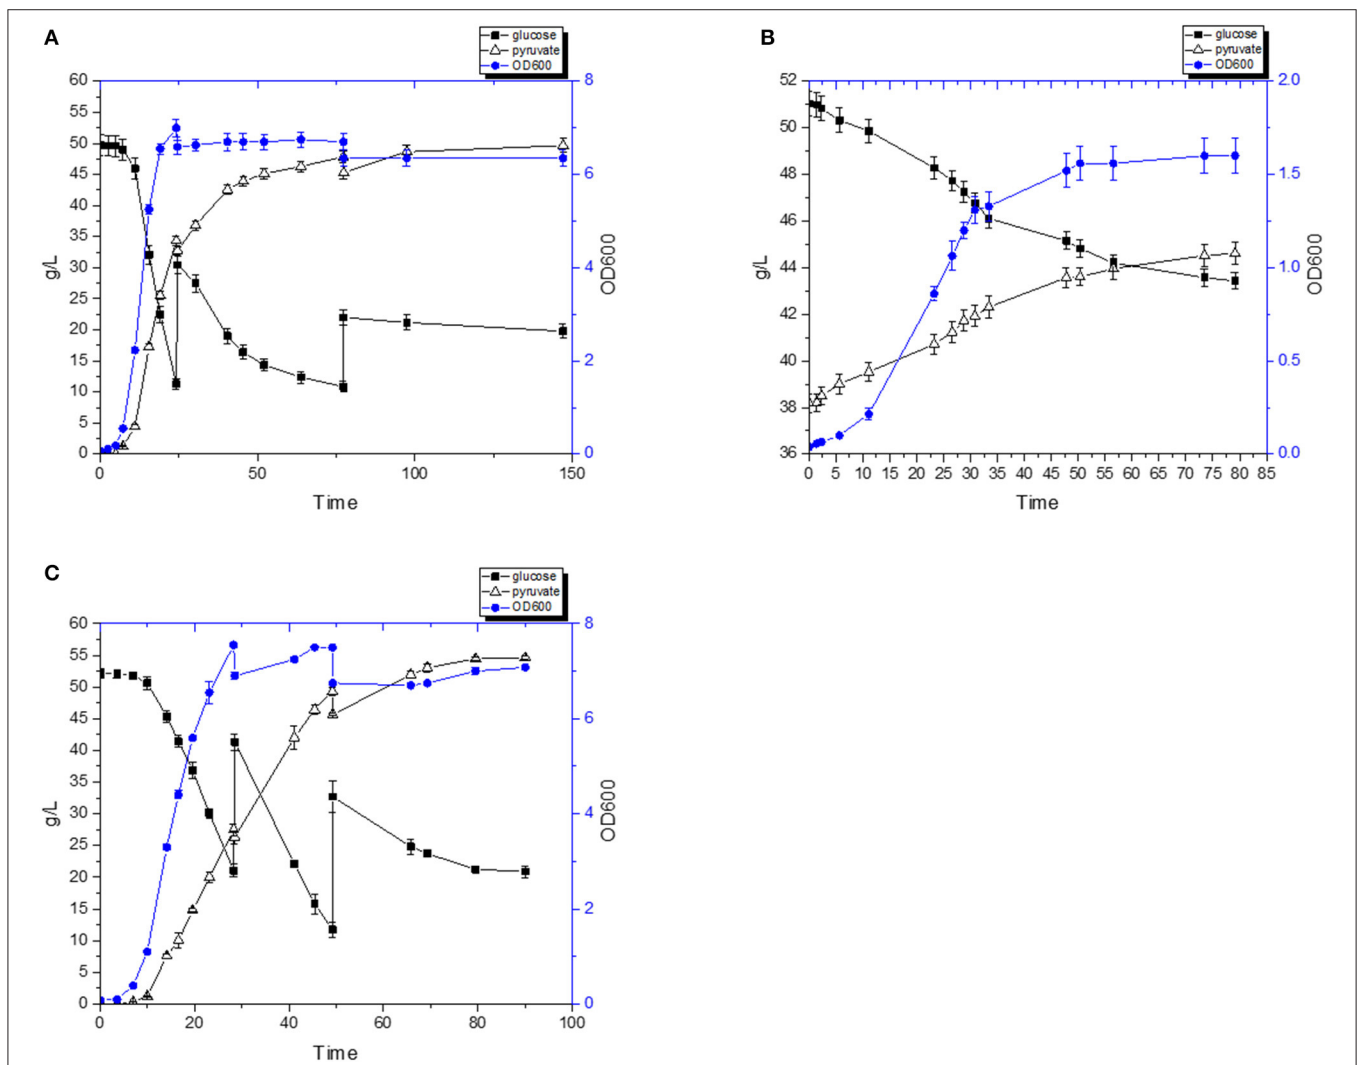 A
glucose
pyruvate
OD600
60
55
50
45
40
35
30
25
20
15
10
5
0
g/L
8
6
4
2
0
OD600
0
50
100
150
Time
B
glucose
pyruvate
OD600
52
50
48
46
44
42
40
38
36
g/L
2.0
1.5
1.0
0.5
0.0
OD600
0 5 10 15 20 25 30 35 40 45 50 55 60 65 70 75 80 85
Time
C
glucose
pyruvate
OD600
60
55
50
45
40
35
30
25
20
15
10
5
0
g/L
8
6
4
2
0
OD600
0
20
40
60
80
100
Time